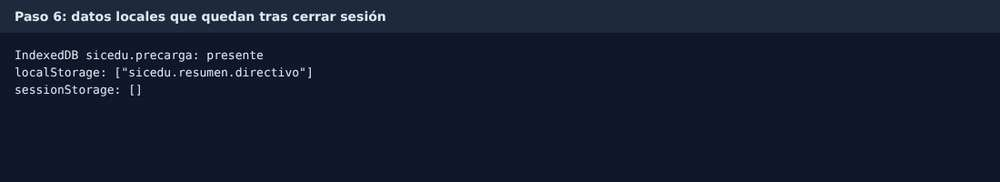 Paso 6: datos locales que quedan tras cerrar sesión
IndexedDB sicedu.precarga: presente
localStorage: ["sicedu.resumen.directivo"]
sessionStorage: []